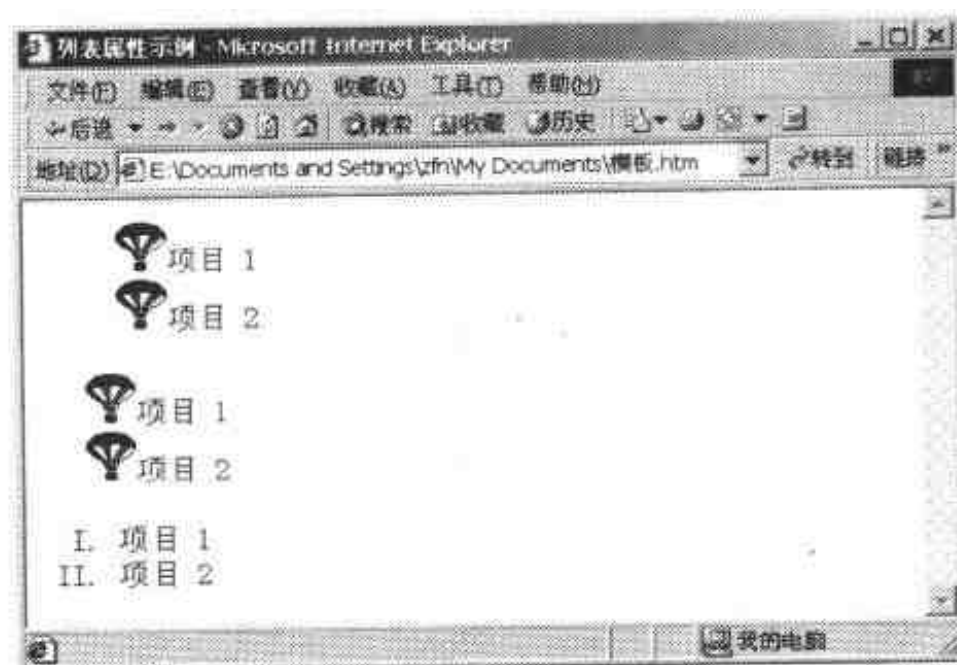 列表属性示例 - Microsoft Internet Explorer
文件(F) 编辑(E) 查看(V) 收藏(A) 工具(T) 帮助(H)
后退 搜索 收藏 历史
地址(D) E:\Documents and Settings\zfn\My Documents\模板.htm 转到 链接 »
项目 1
项目 2
项目 1
项目 2
I. 项目 1
II. 项目 2
我的电脑